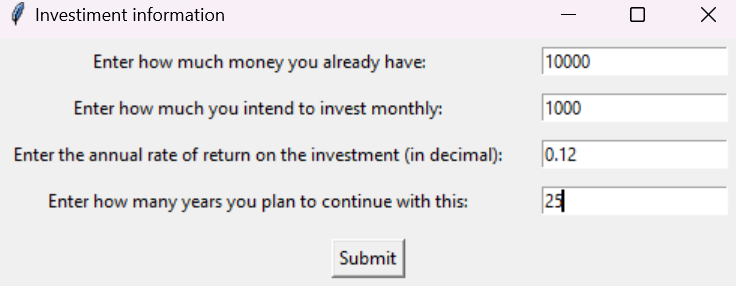 Investiment information
Enter how much money you already have: 10000
Enter how much you intend to invest monthly: 1000
Enter the annual rate of return on the investment (in decimal): 0.12
Enter how many years you plan to continue with this: 25
Submit